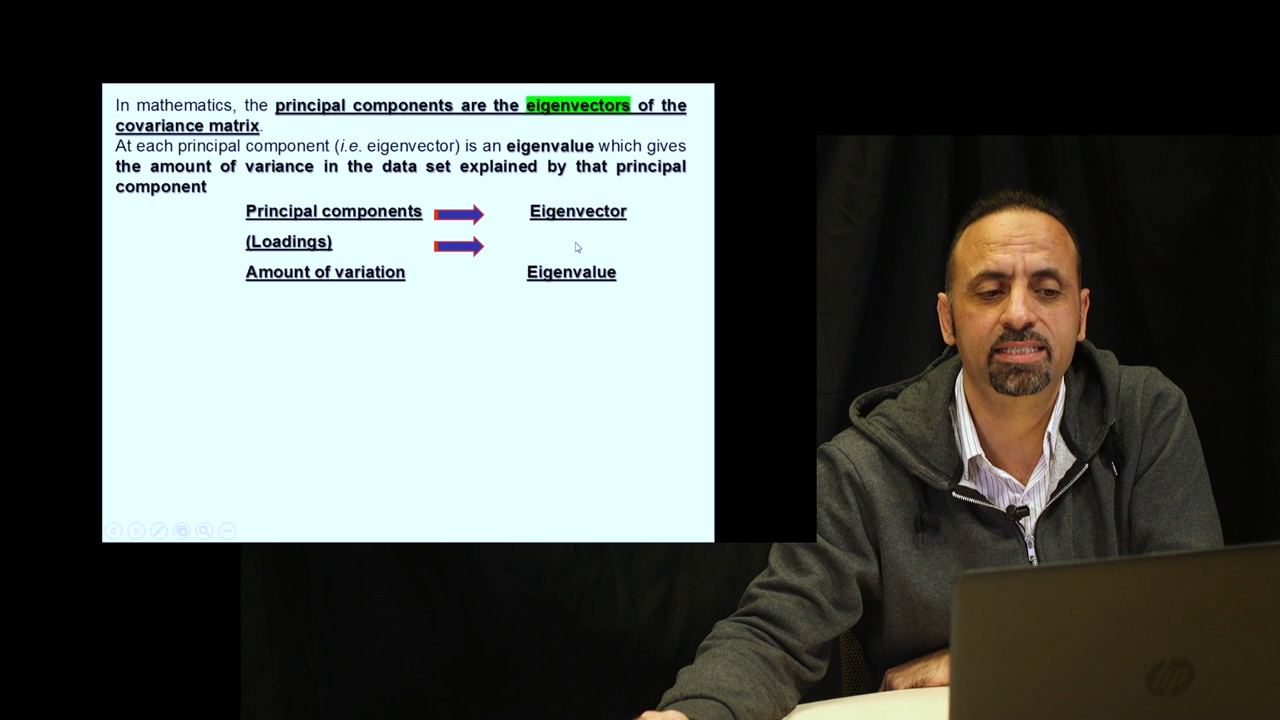 In mathematics, the principal components are the eigenvectors of the
covariance matrix.
At each principal component (i.e. eigenvector) is an eigenvalue which gives
the amount of variance in the data set explained by that principal
component
Principal components Eigenvector
(Loadings)
Amount of variation Eigenvalue
hp